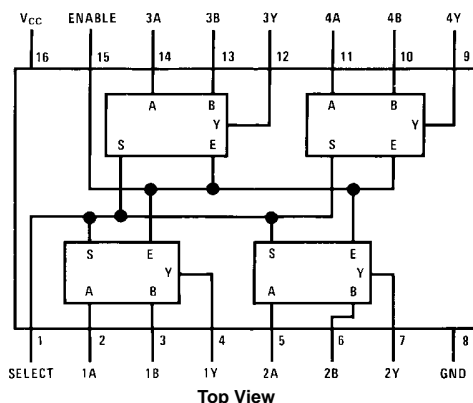 VCC ENABLE 3A 3B 3Y 4A 4B 4Y
16 15 14 13 12 11 10 9
A B A B
Y Y
S E S E
S E S E
Y Y
A B A B
1 2 3 4 5 6 7 8
SELECT 1A 1B 1Y 2A 2B 2Y GND
Top View